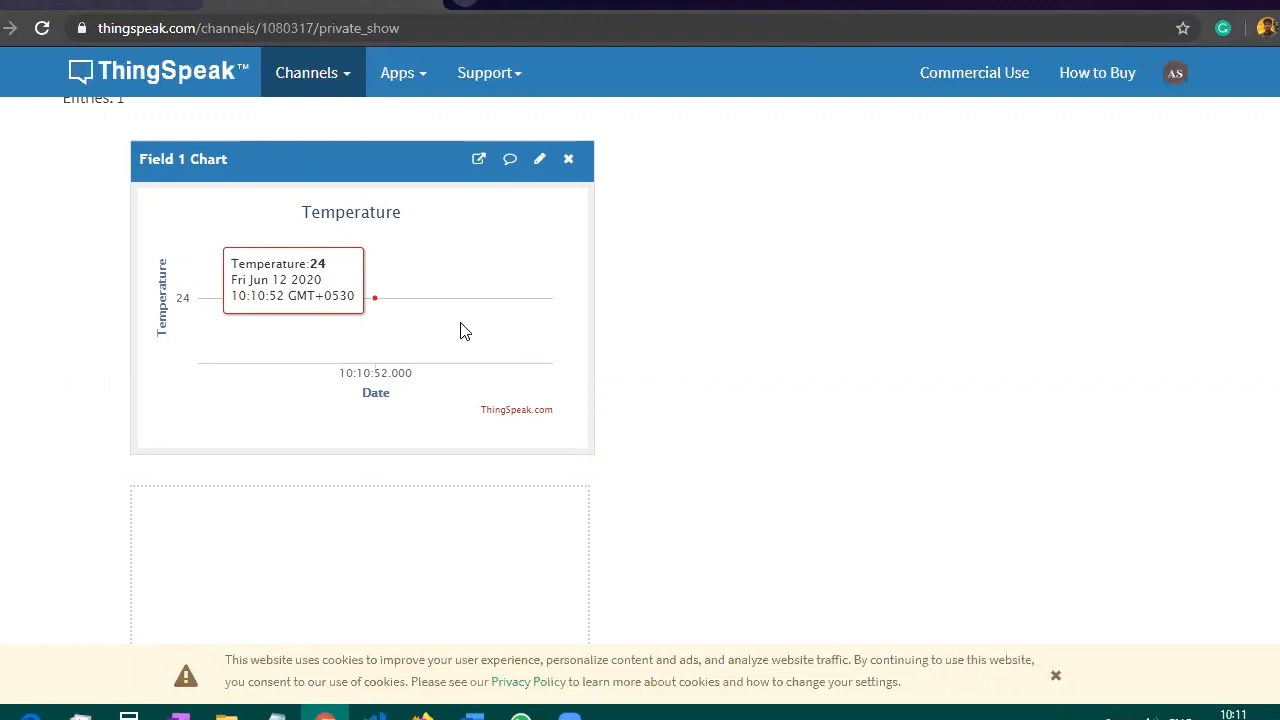 thingspeak.com/channels/1080317/private_show
ThingSpeak™ Channels Apps Support Commercial Use How to Buy AS
Entries: 1
Field 1 Chart
Temperature
Temperature:24
Fri Jun 12 2020
10:10:52 GMT+0530
Temperature
24
10:10:52.000
Date
ThingSpeak.com
This website uses cookies to improve your user experience, personalize content and ads, and analyze website traffic. By continuing to use this website,
you consent to our use of cookies. Please see our Privacy Policy to learn more about cookies and how to change your settings.
10:11